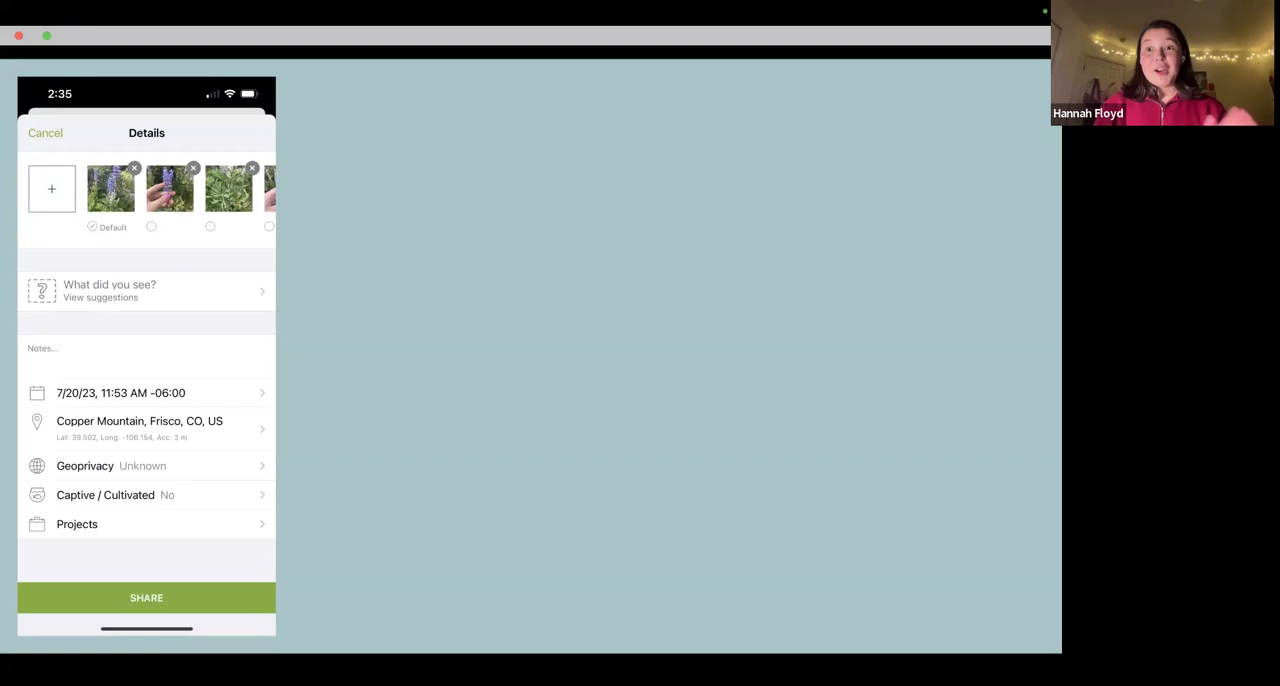 2:35
Cancel
Details
Default
What did you see?
View suggestions
Notes...
7/20/23, 11:53 AM -06:00
Copper Mountain, Frisco, CO, US
Lat: 39.502, Long: -106.154, Acc: 3 m
Geoprivacy Unknown
Captive / Cultivated No
Projects
SHARE
Hannah Floyd